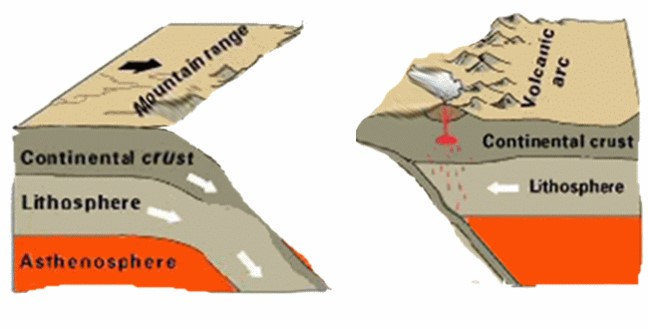 Mountain range
Continental crust
Lithosphere
Asthenosphere
Volcanic
arc
Continental crust
Lithosphere